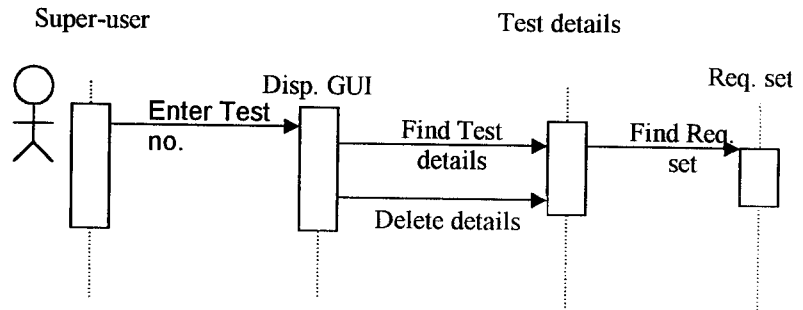 Super-user
Test details
Disp. GUI
Req. set
Enter Test
no.
Find Test
details
Find Req.
set
Delete details